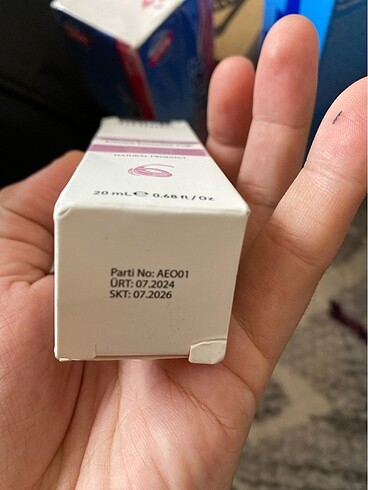 NATURAL PRODUCT
20 mL℮ 0.68 fl/Oz
Parti No: AEO01
ÜRT: 07.2024
SKT: 07.2026